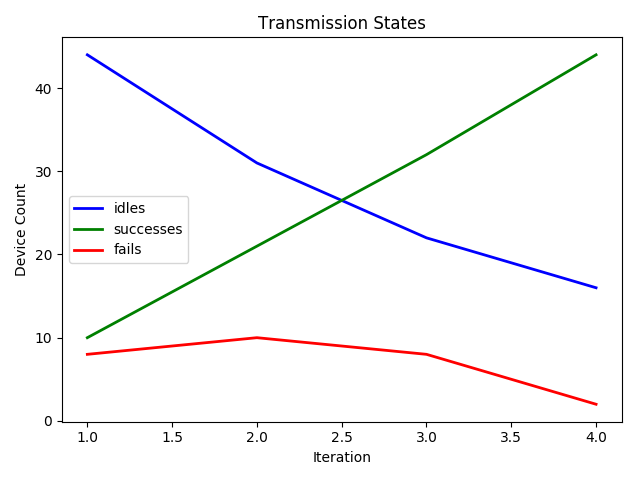 Transmission States
Device Count
40
30
20
10
0
idles
successes
fails
1.0 1.5 2.0 2.5 3.0 3.5 4.0
Iteration